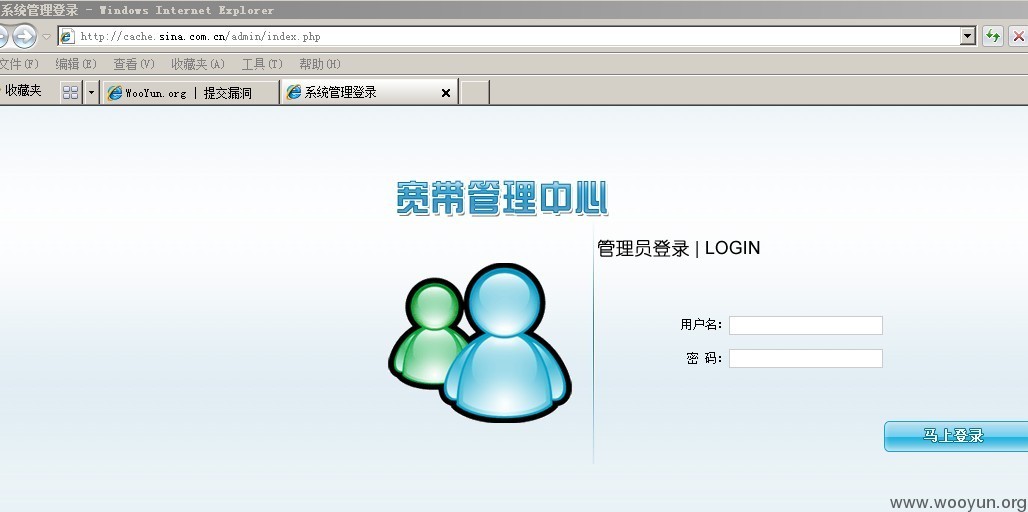 系统管理登录 - Windows Internet Explorer
http://cache.sina.com.cn/admin/index.php
文件(F) 编辑(E) 查看(V) 收藏夹(A) 工具(T) 帮助(H)
收藏夹 WooYun.org | 提交漏洞 系统管理登录
宽带管理中心
管理员登录 | LOGIN
用户名:
密 码:
马上登录
www.wooyun.org